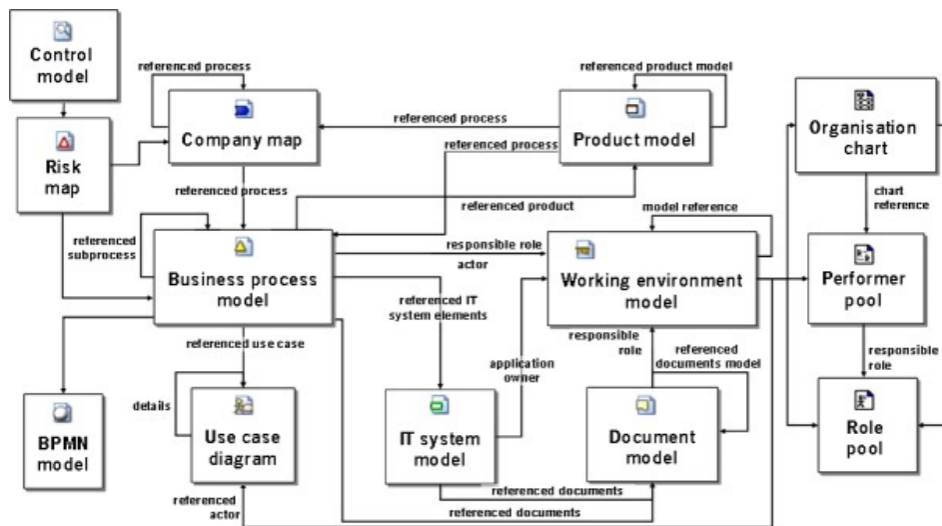 Control
model
referenced process
referenced product model
Company map
referenced process
Product model
Organisation
chart
Risk
map
referenced process
referenced process
chart
reference
referenced product
model reference
referenced
subprocess
responsible role
actor
Business process
model
Working environment
model
Performer
pool
referenced IT
system elements
referenced use case
responsible
role
referenced
documents model
application
owner
responsible
role
details
BPMN
model
Use case
diagram
IT system
model
Document
model
Role
pool
referenced documents
referenced
actor
referenced documents